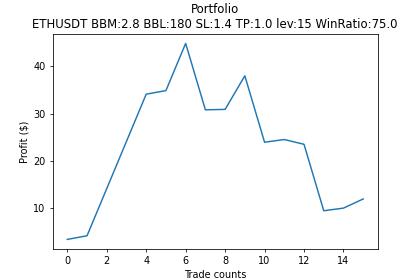 Portfolio
ETHUSDT BBM:2.8 BBL:180 SL:1.4 TP:1.0 lev:15 WinRatio:75.0
Profit ($)
40
30
20
10
0 2 4 6 8 10 12 14
Trade counts